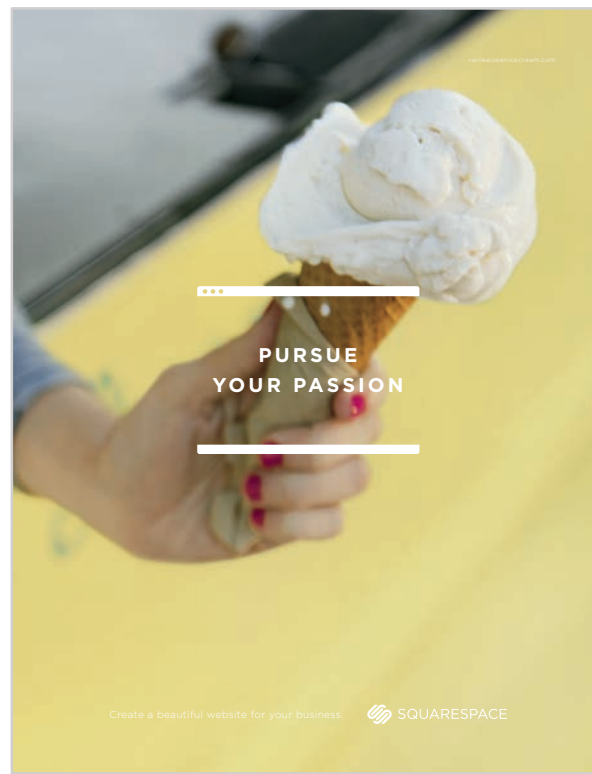 PURSUE
YOUR PASSION
Create a beautiful website for your business.
SQUARESPACE